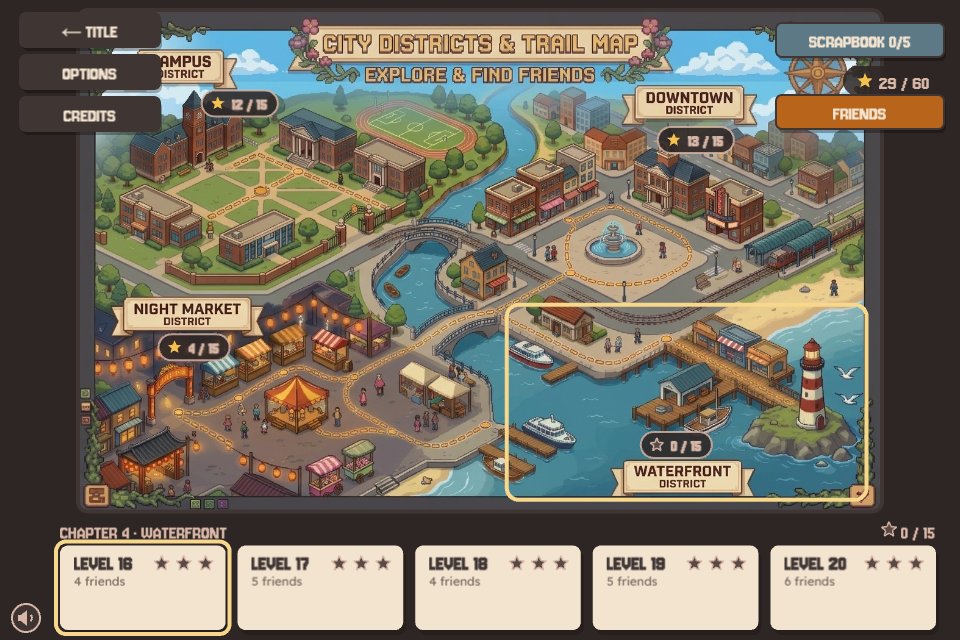 ← TITLE
OPTIONS
CREDITS
CITY DISTRICTS & TRAIL MAP
EXPLORE & FIND FRIENDS
SCRAPBOOK 0/5
29 / 60
FRIENDS
AMPUS
DISTRICT
12 / 15
DOWNTOWN
DISTRICT
13 / 15
NIGHT MARKET
DISTRICT
4 / 15
0 / 15
WATERFRONT
DISTRICT
CHAPTER 4 · WATERFRONT
0 / 15
LEVEL 16
4 friends
LEVEL 17
5 friends
LEVEL 18
4 friends
LEVEL 19
5 friends
LEVEL 20
6 friends